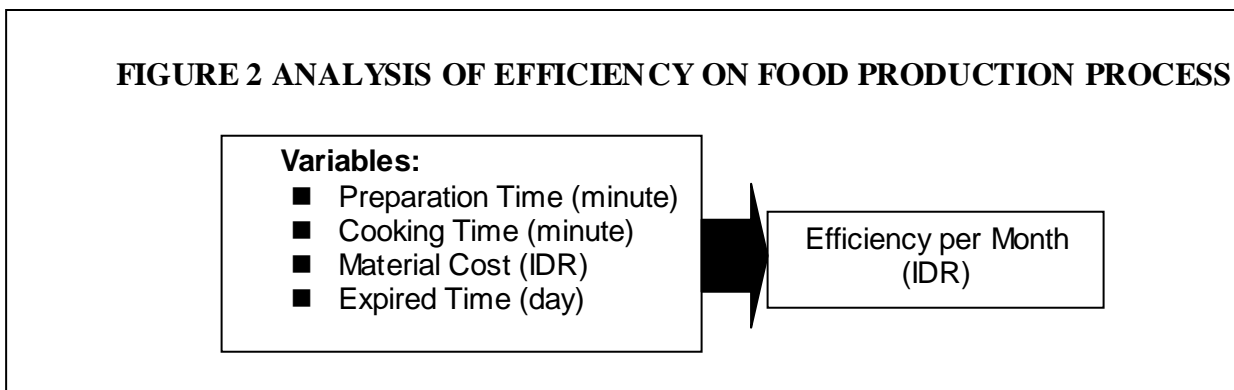 FIGURE 2 ANALYSIS OF EFFICIENCY ON FOOD PRODUCTION PROCESS
Variables:
■ Preparation Time (minute)
■ Cooking Time (minute)
■ Material Cost (IDR)
■ Expired Time (day)
Efficiency per Month
(IDR)